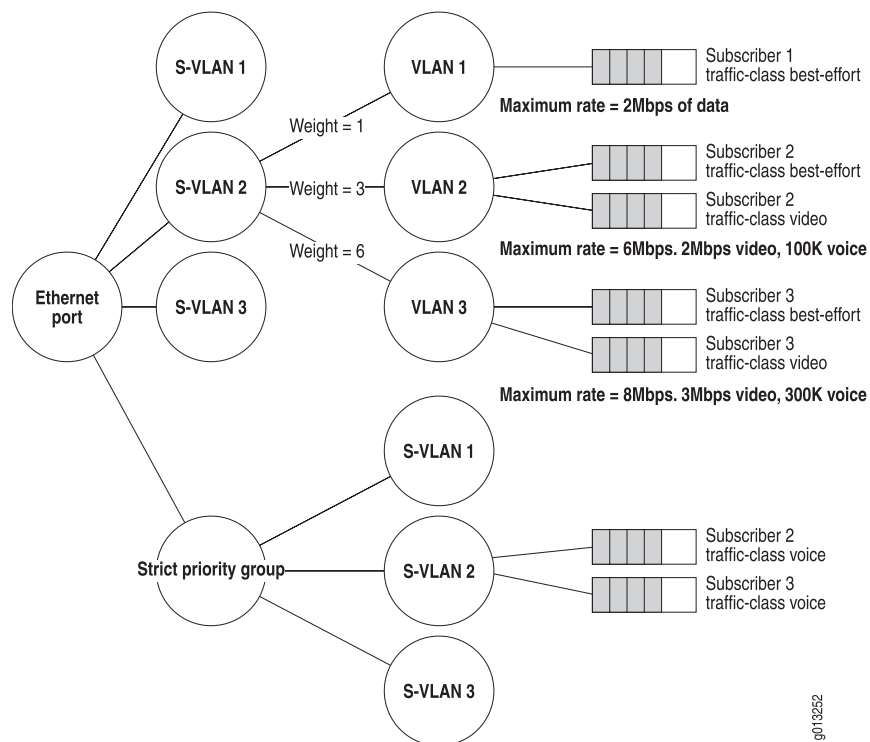 S-VLAN 1
VLAN 1
Subscriber 1
traffic-class best-effort
Maximum rate = 2Mbps of data
Weight = 1
S-VLAN 2
Weight = 3
VLAN 2
Subscriber 2
traffic-class best-effort
Subscriber 2
traffic-class video
Maximum rate = 6Mbps. 2Mbps video, 100K voice
Weight = 6
Ethernet
port
S-VLAN 3
VLAN 3
Subscriber 3
traffic-class best-effort
Subscriber 3
traffic-class video
Maximum rate = 8Mbps. 3Mbps video, 300K voice
S-VLAN 1
Strict priority group
S-VLAN 2
Subscriber 2
traffic-class voice
Subscriber 3
traffic-class voice
S-VLAN 3
g013252